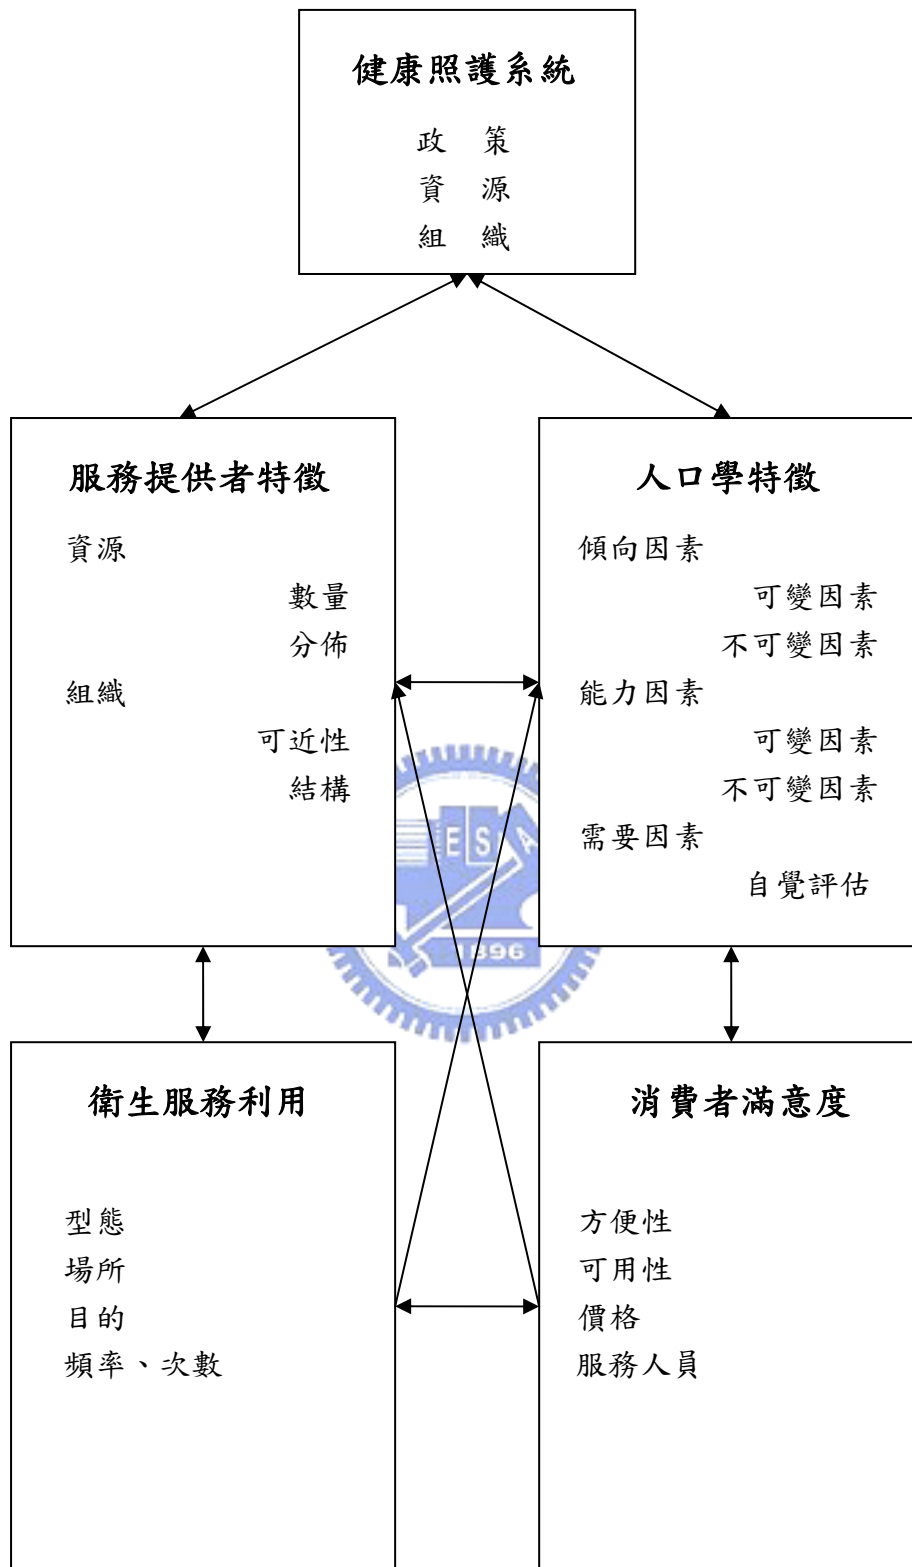 健康照護系統
政 策
資 源
組 織
服務提供者特徵
資源
數量
分佈
組織
可近性
結構
人口學特徵
傾向因素
可變因素
不可變因素
能力因素
可變因素
不可變因素
需要因素
自覺評估
ESA
1896
衛生服務利用
型態
場所
目的
頻率、次數
消費者滿意度
方便性
可用性
價格
服務人員